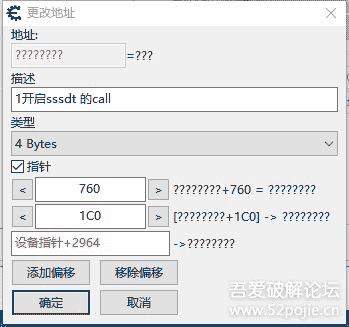 更改地址
地址:
????????=???
描述
1开启sssdt 的call
类型
4 Bytes
指针
< 760 > ????????+760 = ????????
< 1C0 > [????????+1C0] -> ????????
设备指针+2964 ->????????
添加偏移 移除偏移
确定 取消
吾爱破解论坛
www.52pojie.cn